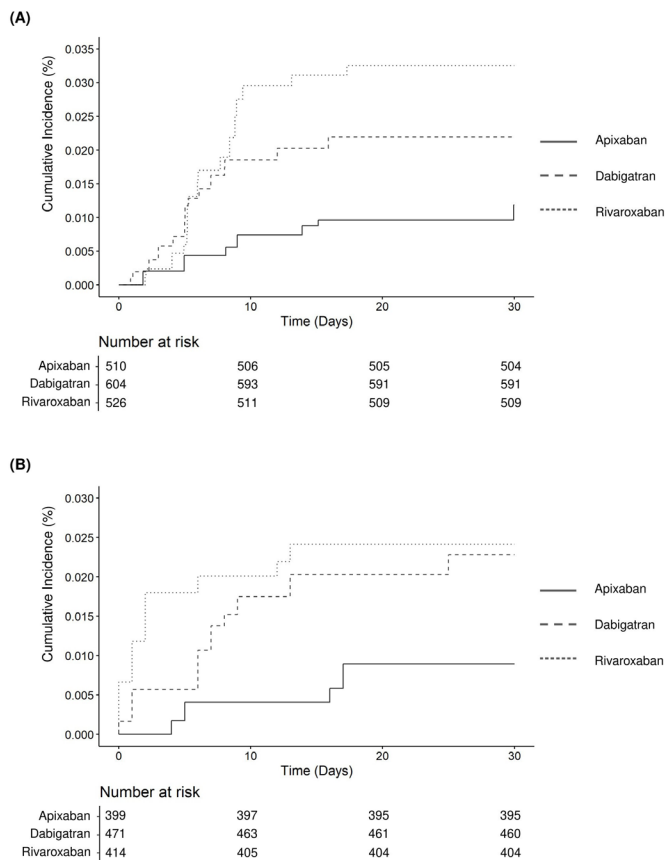 (A)
Cumulative Incidence (%)
0.035
0.030
0.025
0.020
0.015
0.010
0.005
0.000
0 10 20 30
Time (Days)
Apixaban
Dabigatran
Rivaroxaban
Number at risk
Apixaban 510 506 505 504
Dabigatran 604 593 591 591
Rivaroxaban 526 511 509 509
(B)
Cumulative Incidence (%)
0.030
0.025
0.020
0.015
0.010
0.005
0.000
0 10 20 30
Time (Days)
Apixaban
Dabigatran
Rivaroxaban
Number at risk
Apixaban 399 397 395 395
Dabigatran 471 463 461 460
Rivaroxaban 414 405 404 404